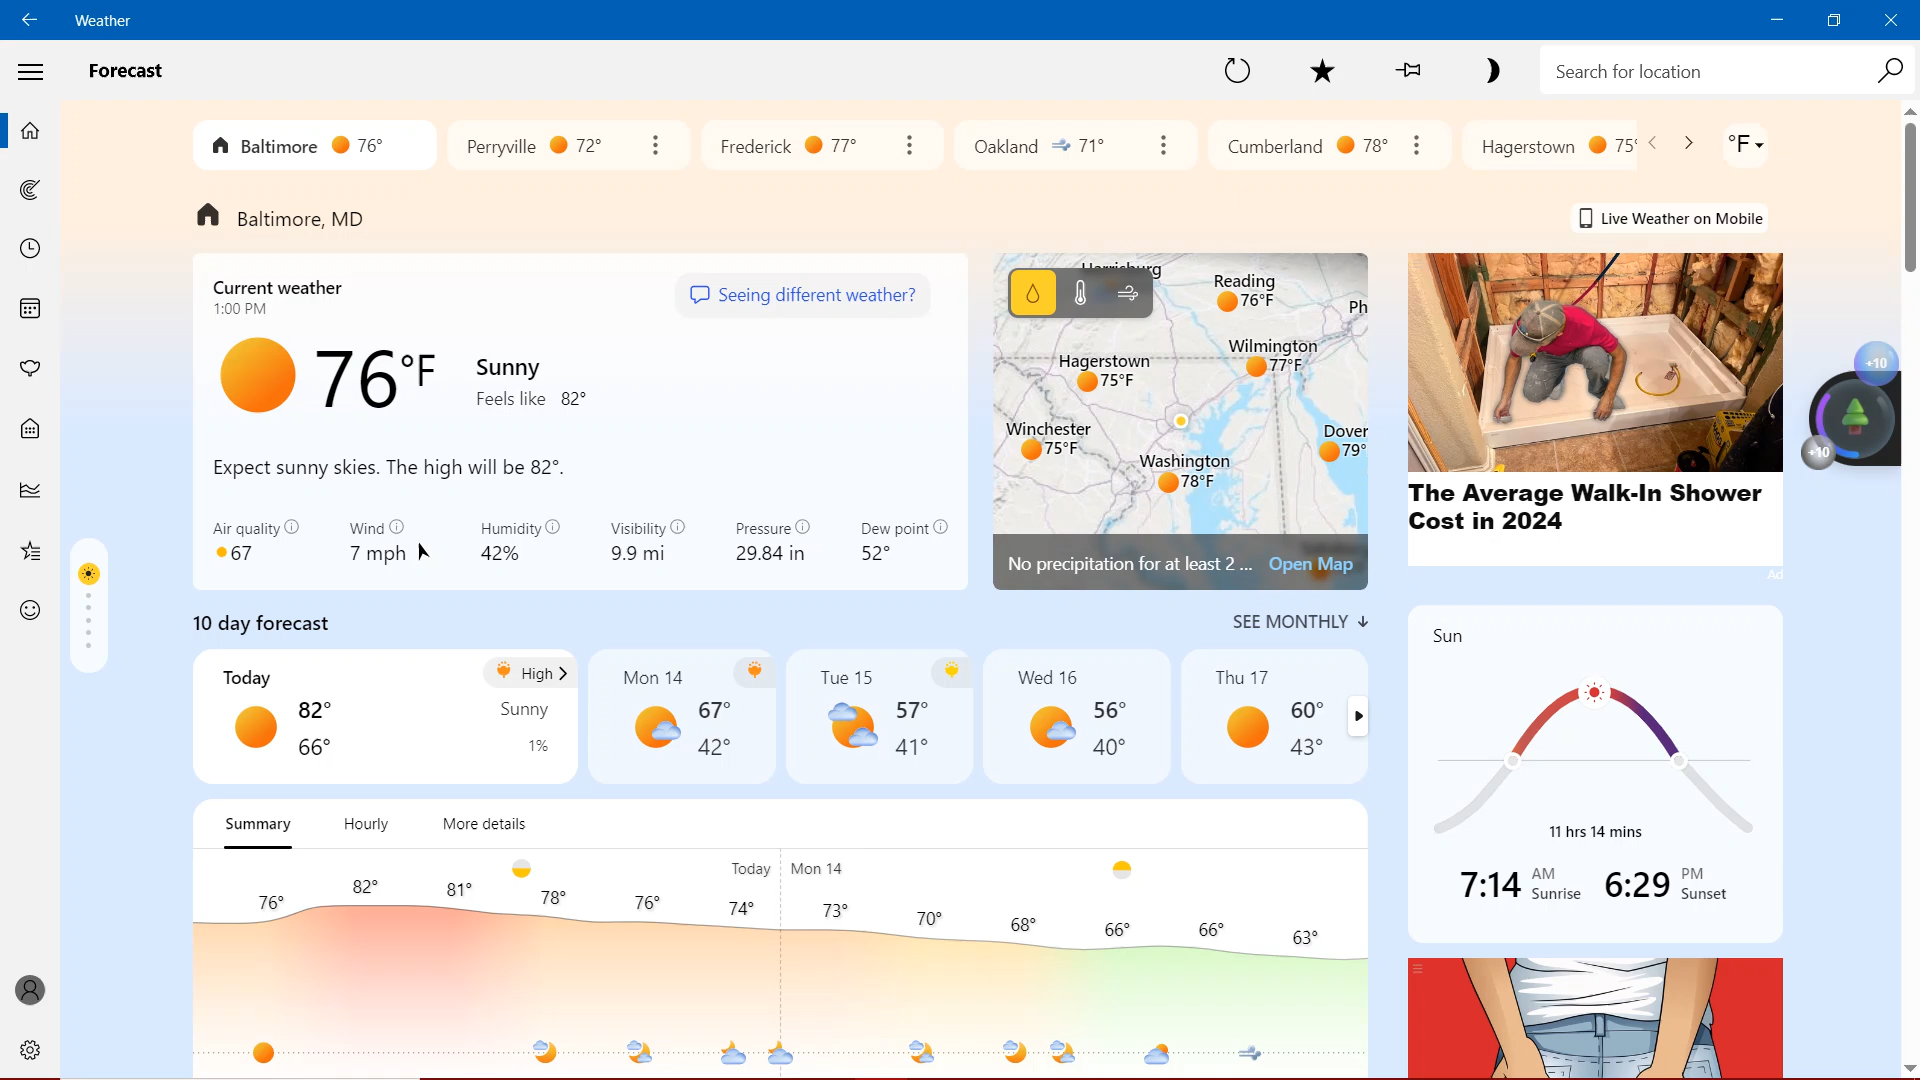 Weather
Forecast
Search for location
Baltimore 76°
Perryville 72°
Frederick 77°
Oakland 71°
Cumberland 78°
Hagerstown 75°
°F
Baltimore, MD
Live Weather on Mobile
Current weather
1:00 PM
Seeing different weather?
76°F
Sunny
Feels like 82°
Expect sunny skies. The high will be 82°.
Air quality
67
Wind
7 mph
Humidity
42%
Visibility
9.9 mi
Pressure
29.84 in
Dew point
52°
Harrisburg
Reading
76°F
Ph
Wilmington
77°F
Hagerstown
75°F
Winchester
75°F
Dover
79°
Washington
78°F
No precipitation for at least 2 ...
Open Map
The Average Walk-In Shower
Cost in 2024
Ad
+10
+10
10 day forecast
SEE MONTHLY
Today
High
82°
66°
Sunny
1%
Mon 14
67°
42°
Tue 15
57°
41°
Wed 16
56°
40°
Thu 17
60°
43°
Sun
11 hrs 14 mins
7:14 AM
Sunrise
6:29 PM
Sunset
Summary
Hourly
More details
Today
Mon 14
76°
82°
81°
78°
76°
74°
73°
70°
68°
66°
66°
63°